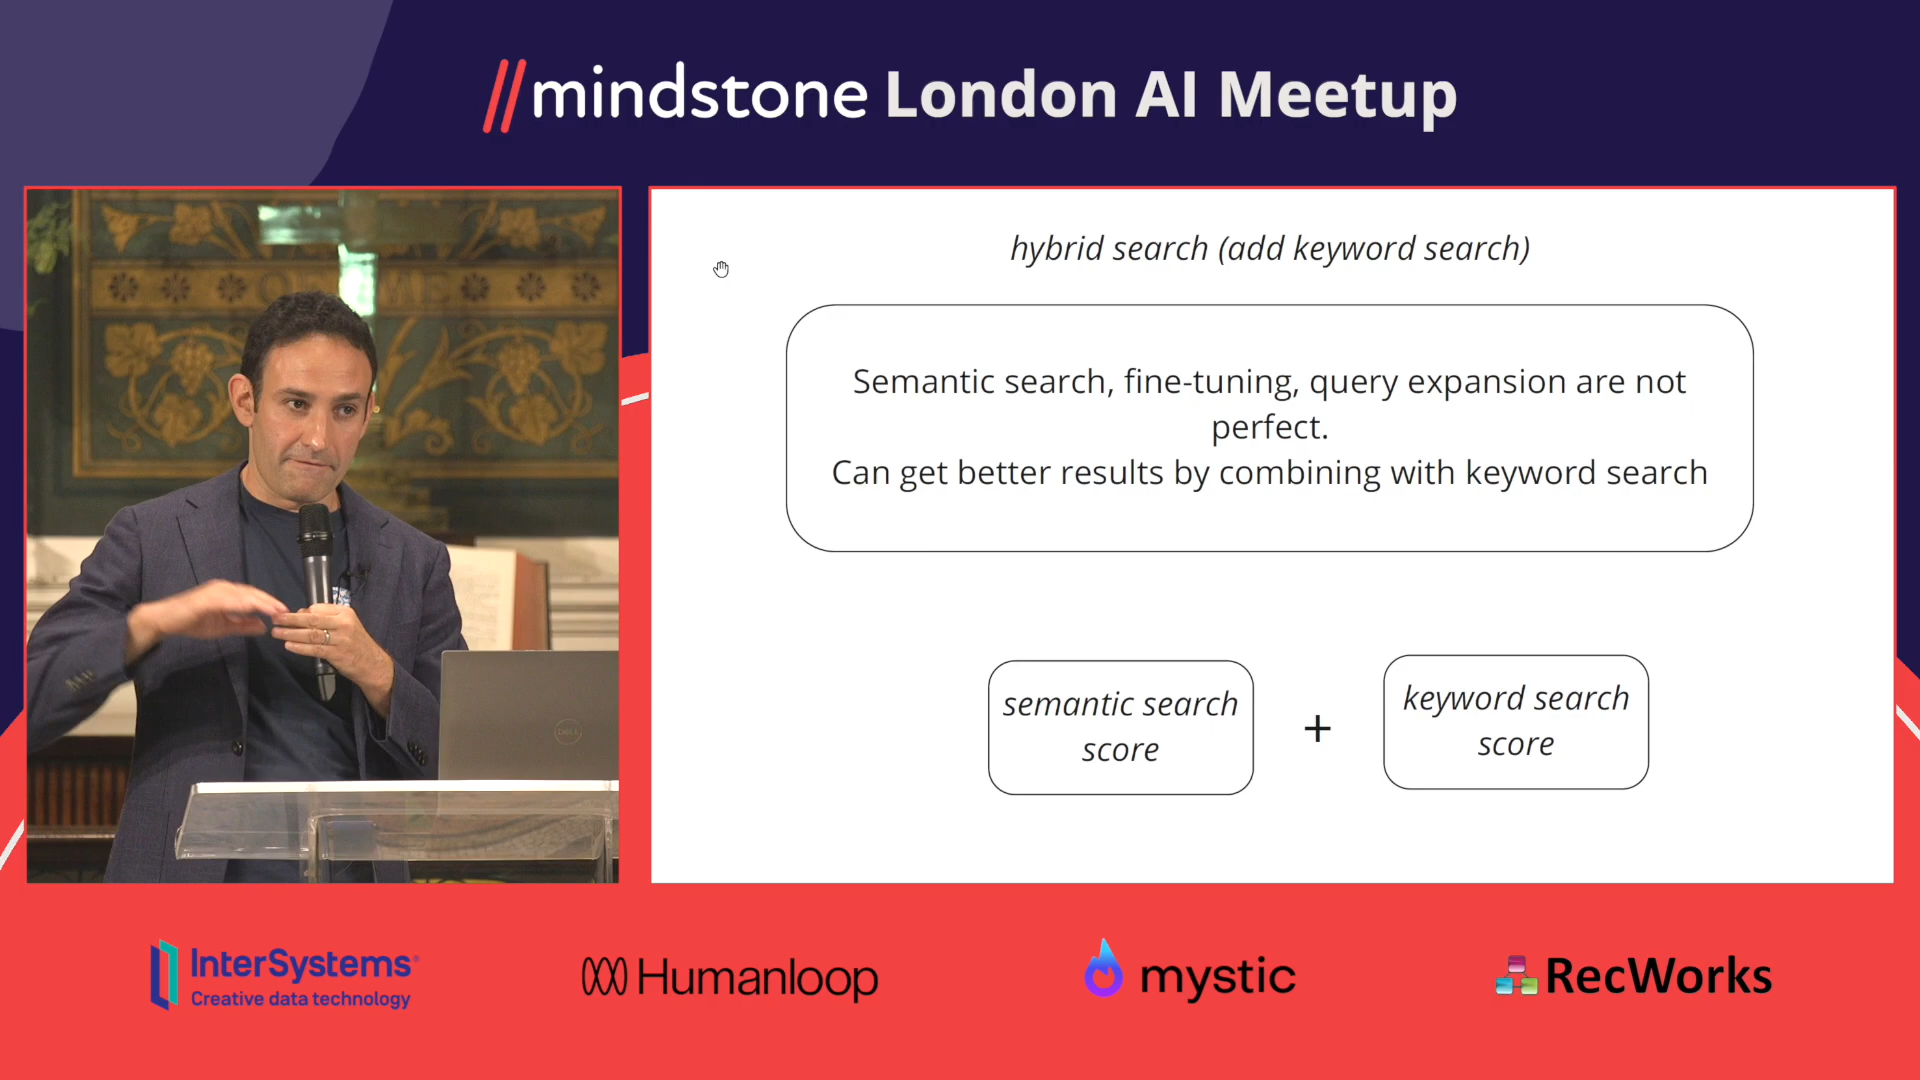 //mindstone London AI Meetup
hybrid search (add keyword search)
Semantic search, fine-tuning, query expansion are not
perfect.
Can get better results by combining with keyword search
semantic search
score
+
keyword search
score
DELL
InterSystems
Creative data technology
Humanloop
mystic
RecWorks